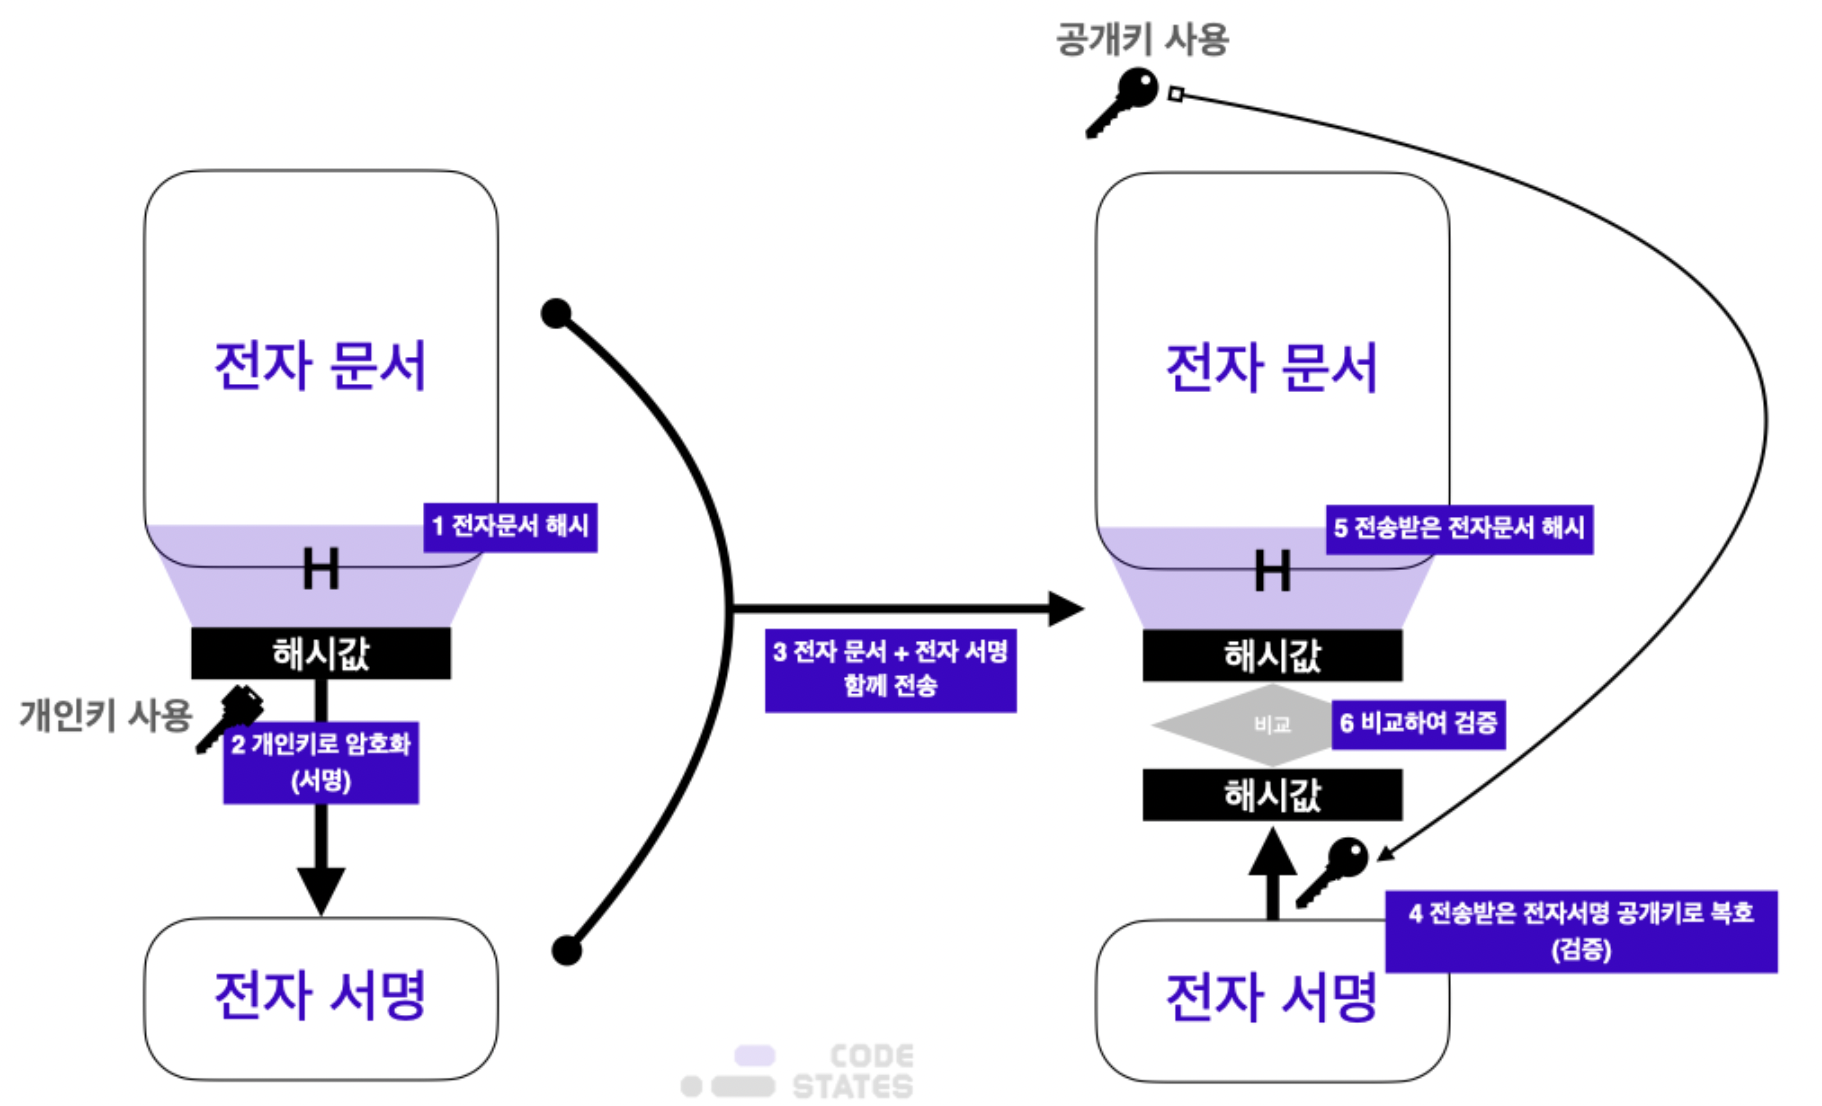 공개키 사용
전자 문서
1 전자문서 해시
H
해시값
개인키 사용
2 개인키로 암호화
(서명)
전자 서명
3 전자 문서 + 전자 서명
함께 전송
전자 문서
5 전송받은 전자문서 해시
H
해시값
비교
6 비교하여 검증
해시값
4 전송받은 전자서명 공개키로 복호
(검증)
전자 서명
CODE
STATES